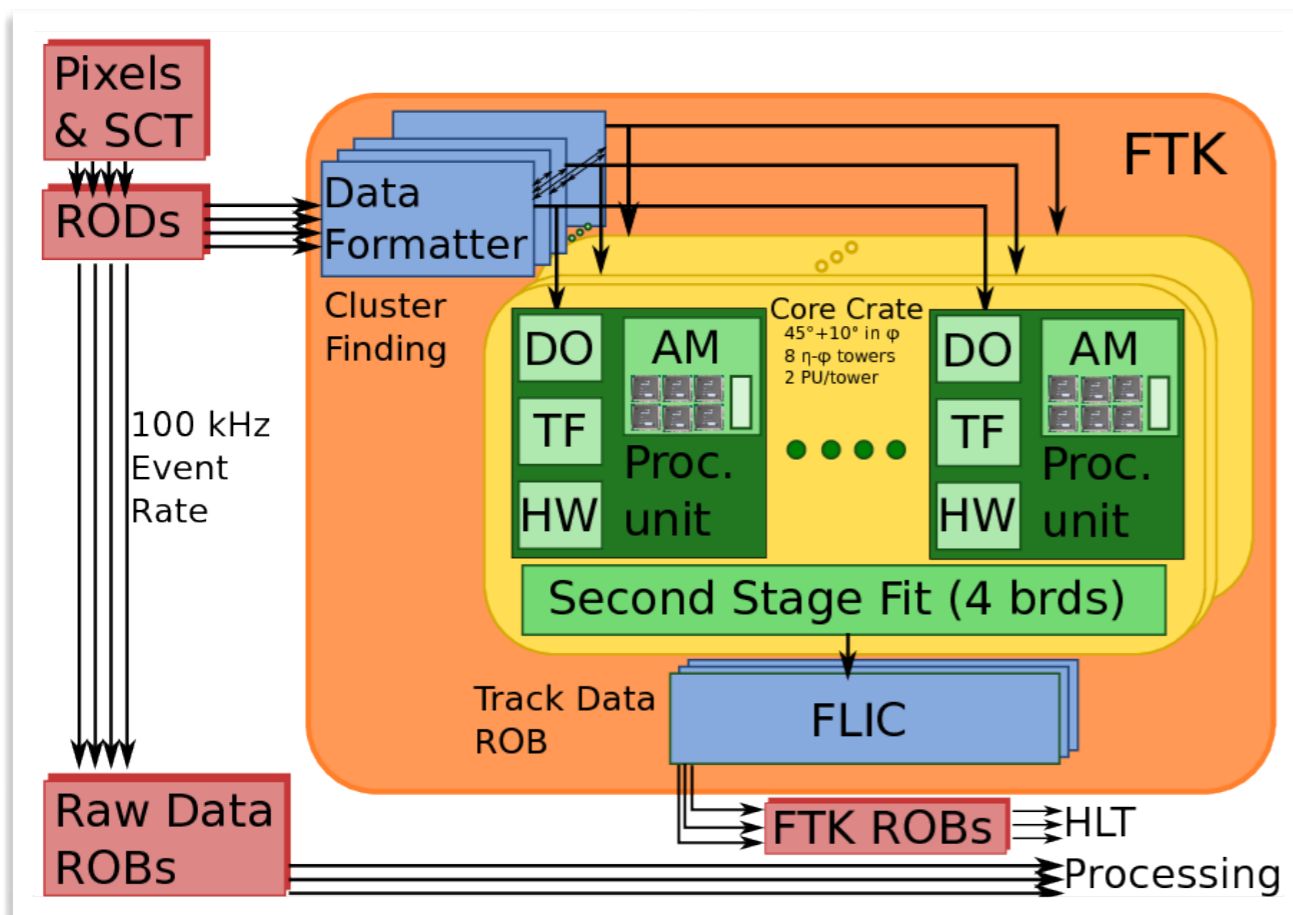 Pixels
& SCT
RODs
FTK
Data
Formatter
Cluster
Finding
Core Crate
45°+10° in φ
8 η-φ towers
2 PU/tower
DO
AM
TF
HW
Proc.
unit
DO
AM
TF
HW
Proc.
unit
100 kHz
Event
Rate
Second Stage Fit (4 brds)
Track Data
ROB
FLIC
Raw Data
ROBs
FTK ROBs
HLT
Processing